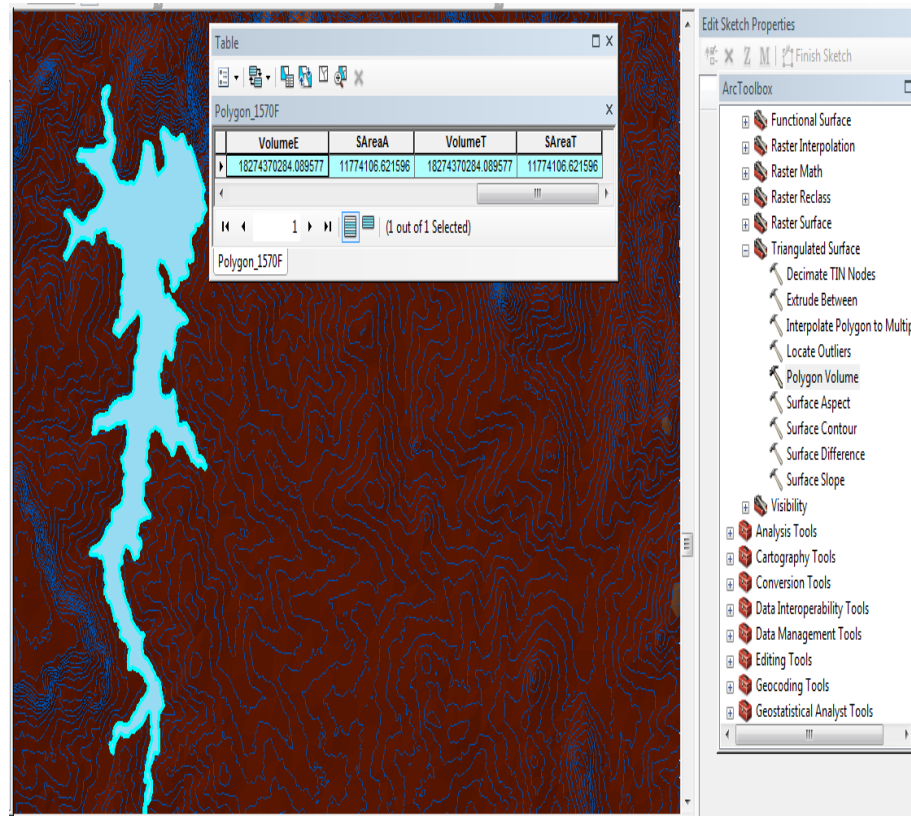 Table
Polygon_1570F
VolumeE SAreaA VolumeT SAreaT
18274370284.089577 11774106.621596 18274370284.089577 11774106.621596
1 (1 out of 1 Selected)
Polygon_1570F
Edit Sketch Properties
Z M Finish Sketch
ArcToolbox
Functional Surface
Raster Interpolation
Raster Math
Raster Reclass
Raster Surface
Triangulated Surface
Decimate TIN Nodes
Extrude Between
Interpolate Polygon to Multip
Locate Outliers
Polygon Volume
Surface Aspect
Surface Contour
Surface Difference
Surface Slope
Visibility
Analysis Tools
Cartography Tools
Conversion Tools
Data Interoperability Tools
Data Management Tools
Editing Tools
Geocoding Tools
Geostatistical Analyst Tools